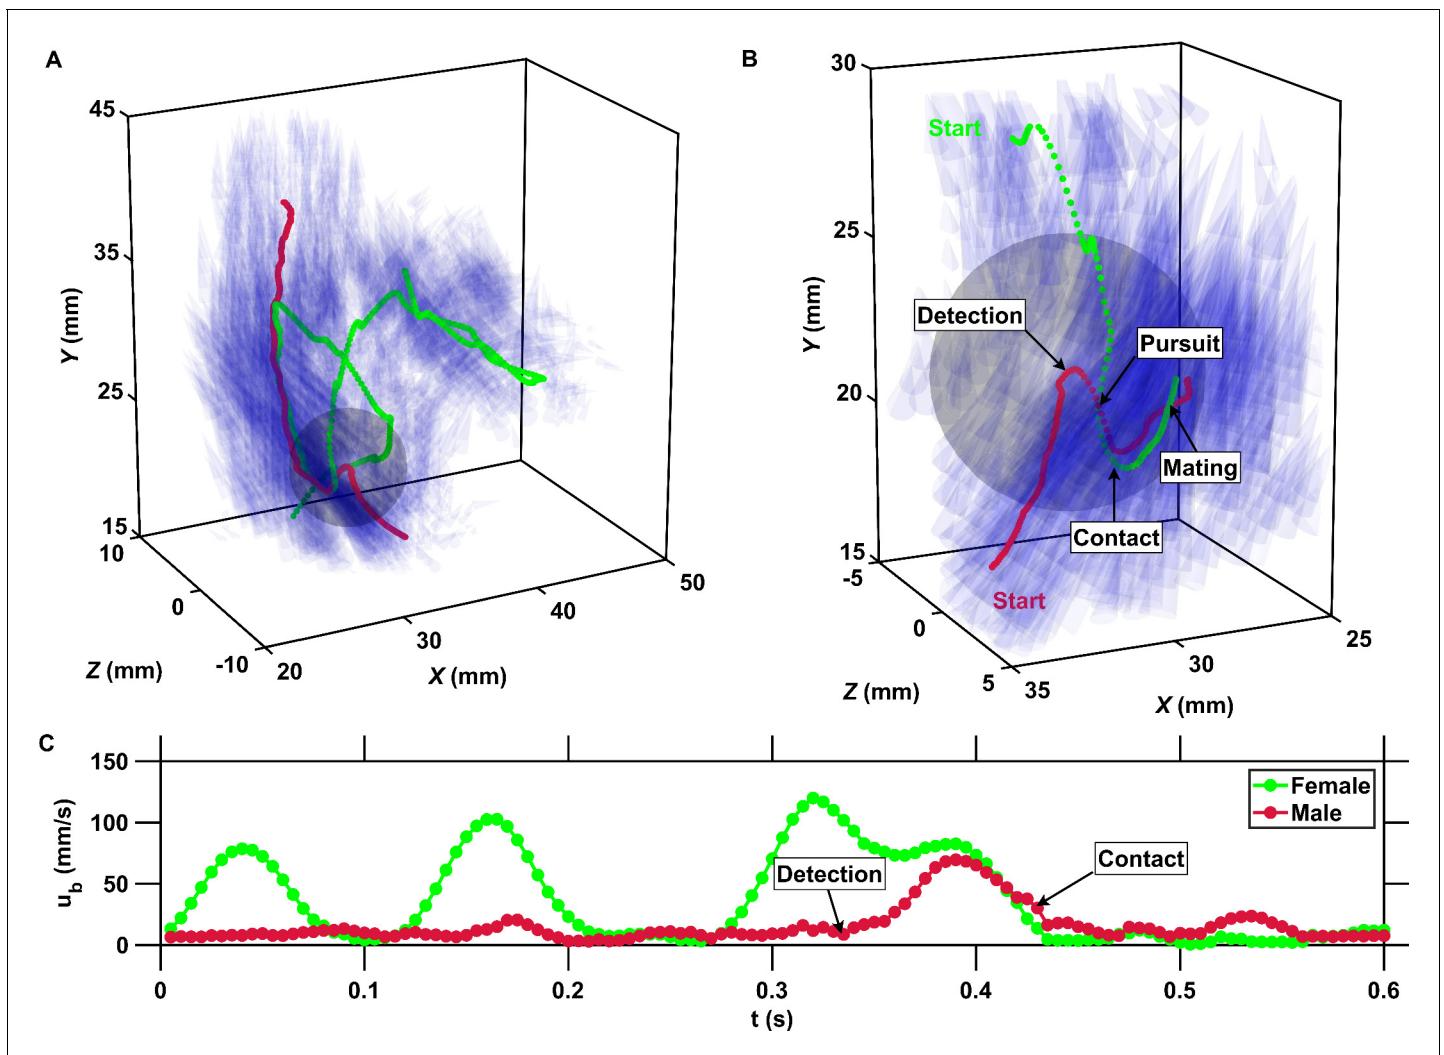 A
45
35
25
15
Y (mm)
10
0
-10
Z (mm)
20
30
40
50
X (mm)
B
30
25
20
15
Y (mm)
Start
Detection
Pursuit
Mating
Contact
Start
-5
0
5
Z (mm)
35
30
25
X (mm)
C
150
100
50
0
u_b (mm/s)
Female
Male
Detection
Contact
0
0.1
0.2
0.3
0.4
0.5
0.6
t (s)